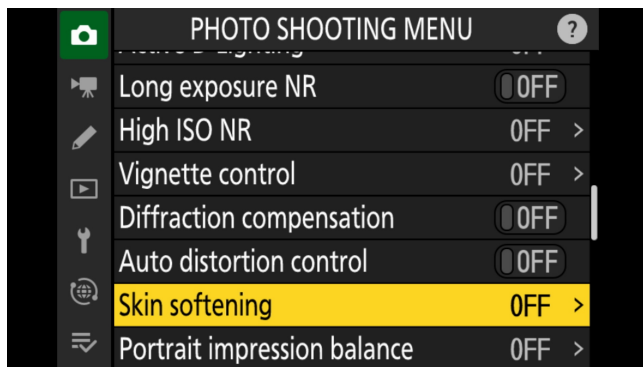 PHOTO SHOOTING MENU ?
Long exposure NR OFF
High ISO NR OFF >
Vignette control OFF >
Diffraction compensation OFF
Auto distortion control OFF
Skin softening OFF >
Portrait impression balance OFF >